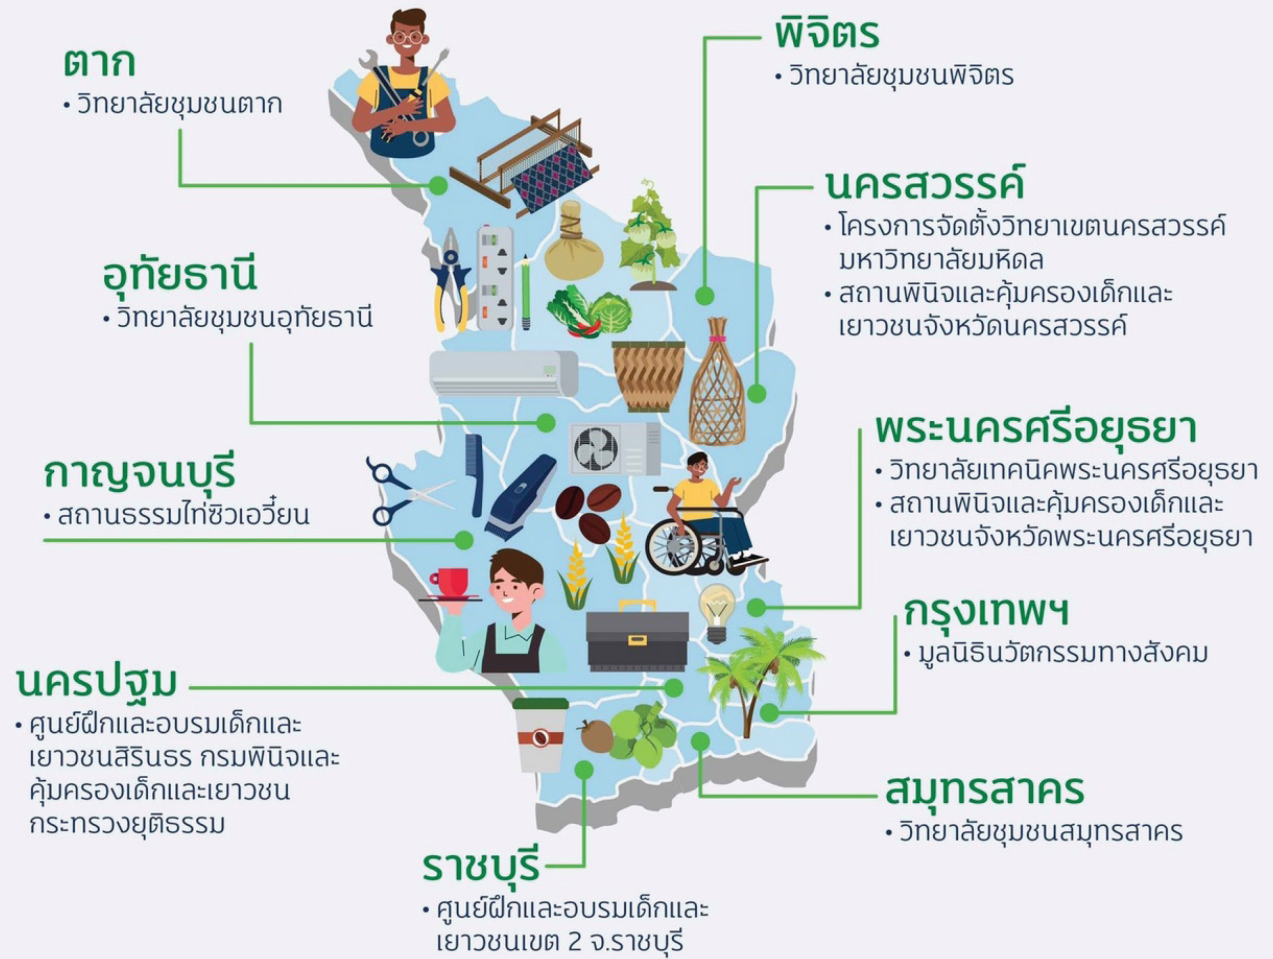 ตาก
• วิทยาลัยชุมชนตาก
พิจิตร
• วิทยาลัยชุมชนพิจิตร
นครสวรรค์
• โครงการจัดตั้งวิทยาเขตนครสวรรค์
มหาวิทยาลัยมหิดล
• สถานพินิจและคุ้มครองเด็กและ
เยาวชนจังหวัดนครสวรรค์
อุทัยธานี
• วิทยาลัยชุมชนอุทัยธานี
พระนครศรีอยุธยา
• วิทยาลัยเทคนิคพระนครศรีอยุธยา
• สถานพินิจและคุ้มครองเด็กและ
เยาวชนจังหวัดพระนครศรีอยุธยา
กาญจนบุรี
• สถานธรรมไท่ซิวเอวี๋ยน
กรุงเทพฯ
• มูลนิธินวัตกรรมทางสังคม
นครปฐม
• ศูนย์ฝึกและอบรมเด็กและ
เยาวชนสิรินธร กรมพินิจและ
คุ้มครองเด็กและเยาวชน
กระทรวงยุติธรรม
สมุทรสาคร
• วิทยาลัยชุมชนสมุทรสาคร
ราชบุรี
• ศูนย์ฝึกและอบรมเด็กและ
เยาวชนเขต 2 จ.ราชบุรี